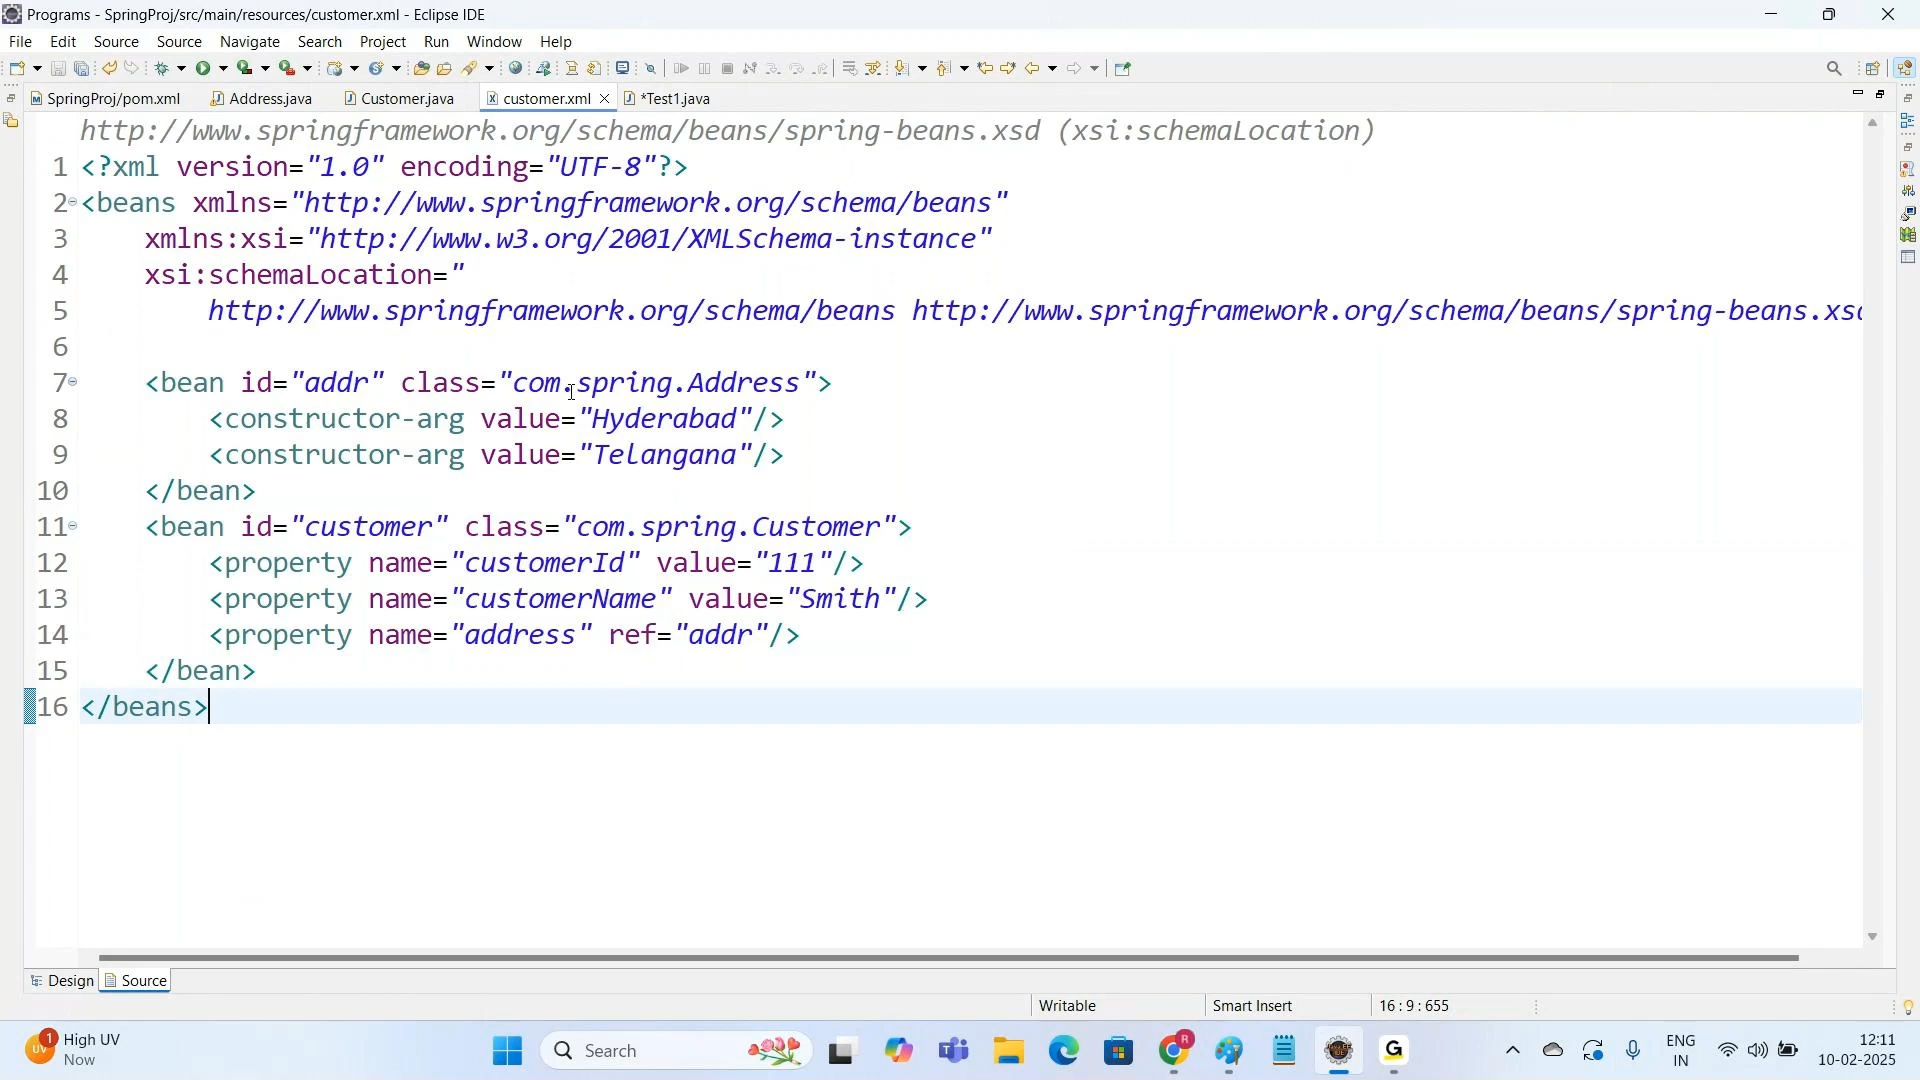 Programs - SpringProj/src/main/resources/customer.xml - Eclipse IDE
File Edit Source Source Navigate Search Project Run Window Help
SpringProj/pom.xml Address.java Customer.java customer.xml *Test1.java
http://www.springframework.org/schema/beans/spring-beans.xsd (xsi:schemaLocation)
1 <?xml version="1.0" encoding="UTF-8"?>
2 <beans xmlns="http://www.springframework.org/schema/beans"
3 xmlns:xsi="http://www.w3.org/2001/XMLSchema-instance"
4 xsi:schemaLocation="
5 http://www.springframework.org/schema/beans http://www.springframework.org/schema/beans/spring-beans.xsd
6
7 <bean id="addr" class="com.spring.Address">
8 <constructor-arg value="Hyderabad"/>
9 <constructor-arg value="Telangana"/>
10 </bean>
11 <bean id="customer" class="com.spring.Customer">
12 <property name="customerId" value="111"/>
13 <property name="customerName" value="Smith"/>
14 <property name="address" ref="addr"/>
15 </bean>
16 </beans>
Design Source
Writable Smart Insert 16 : 9 : 655
1 UV High UV
Now
Search
R
G
ENG
IN
12:11
10-02-2025